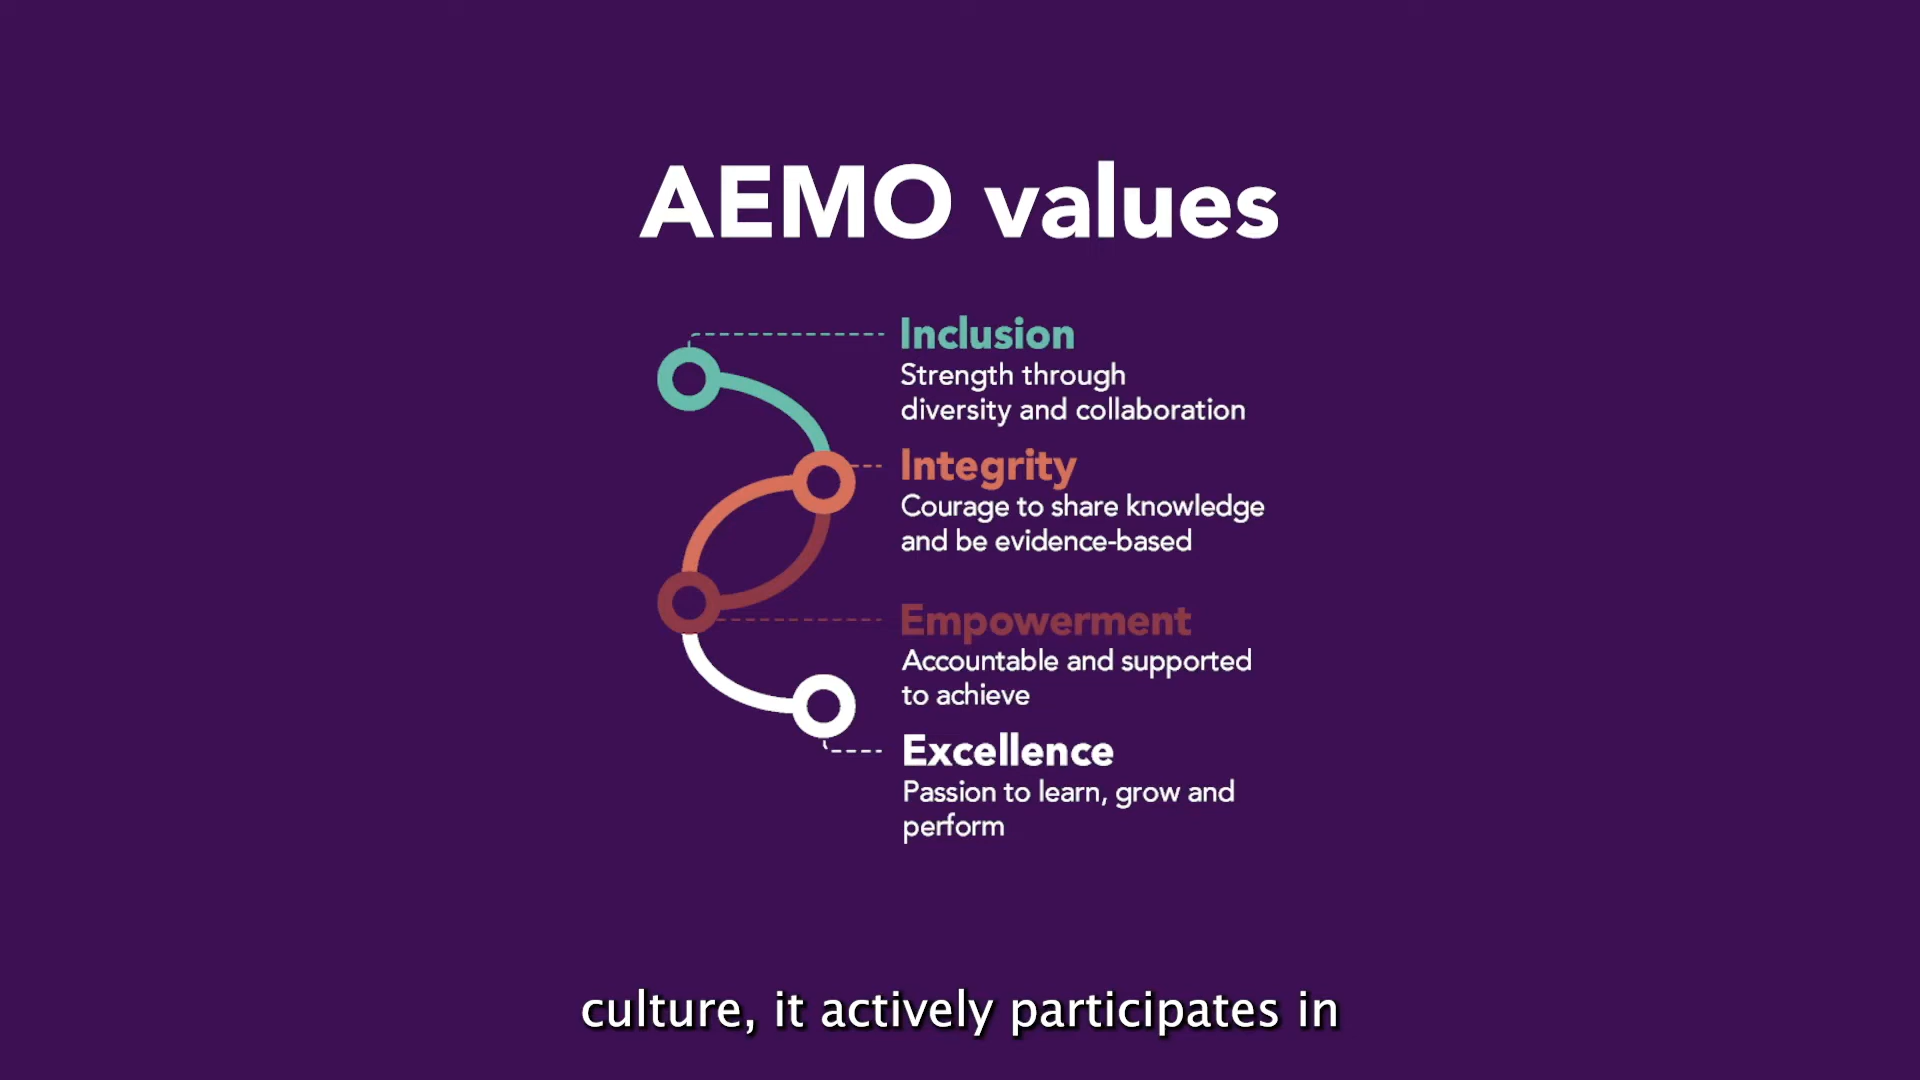 AEMO values
Inclusion
Strength through
diversity and collaboration
Integrity
Courage to share knowledge
and be evidence-based
Empowerment
Accountable and supported
to achieve
Excellence
Passion to learn, grow and
perform
culture, it actively participates in